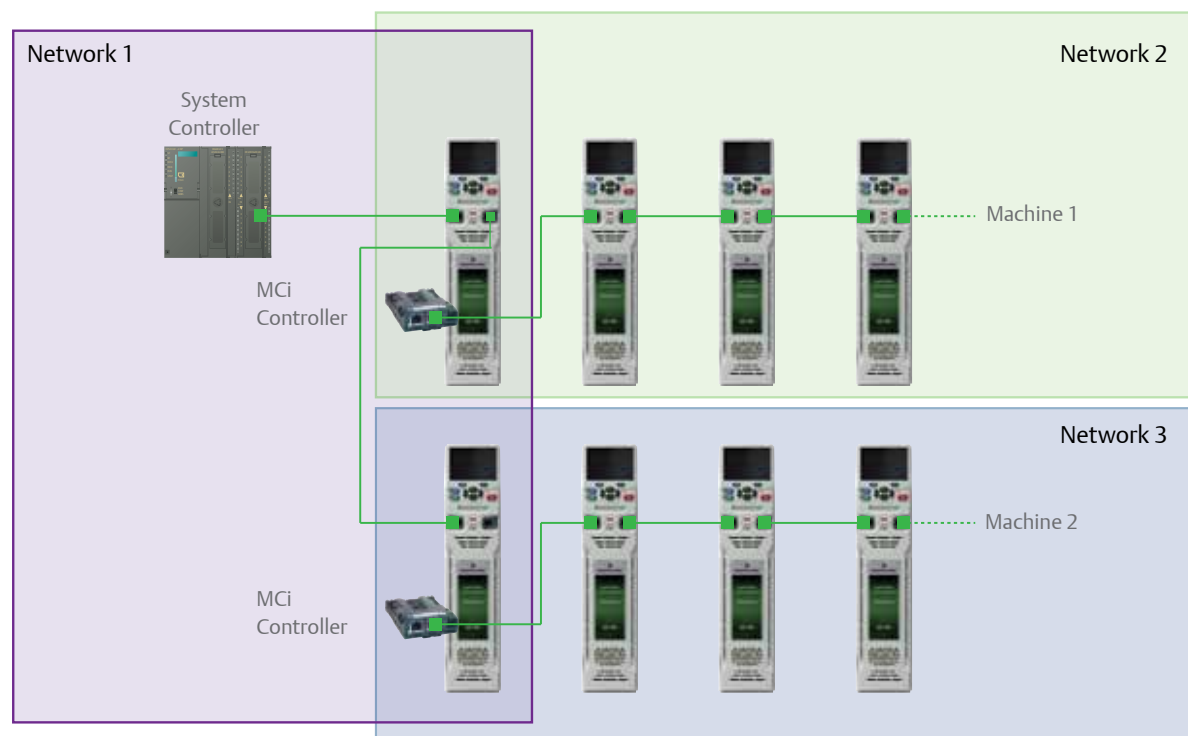 Network 1
Network 2
System
Controller
Machine 1
MCi
Controller
Network 3
Machine 2
MCi
Controller